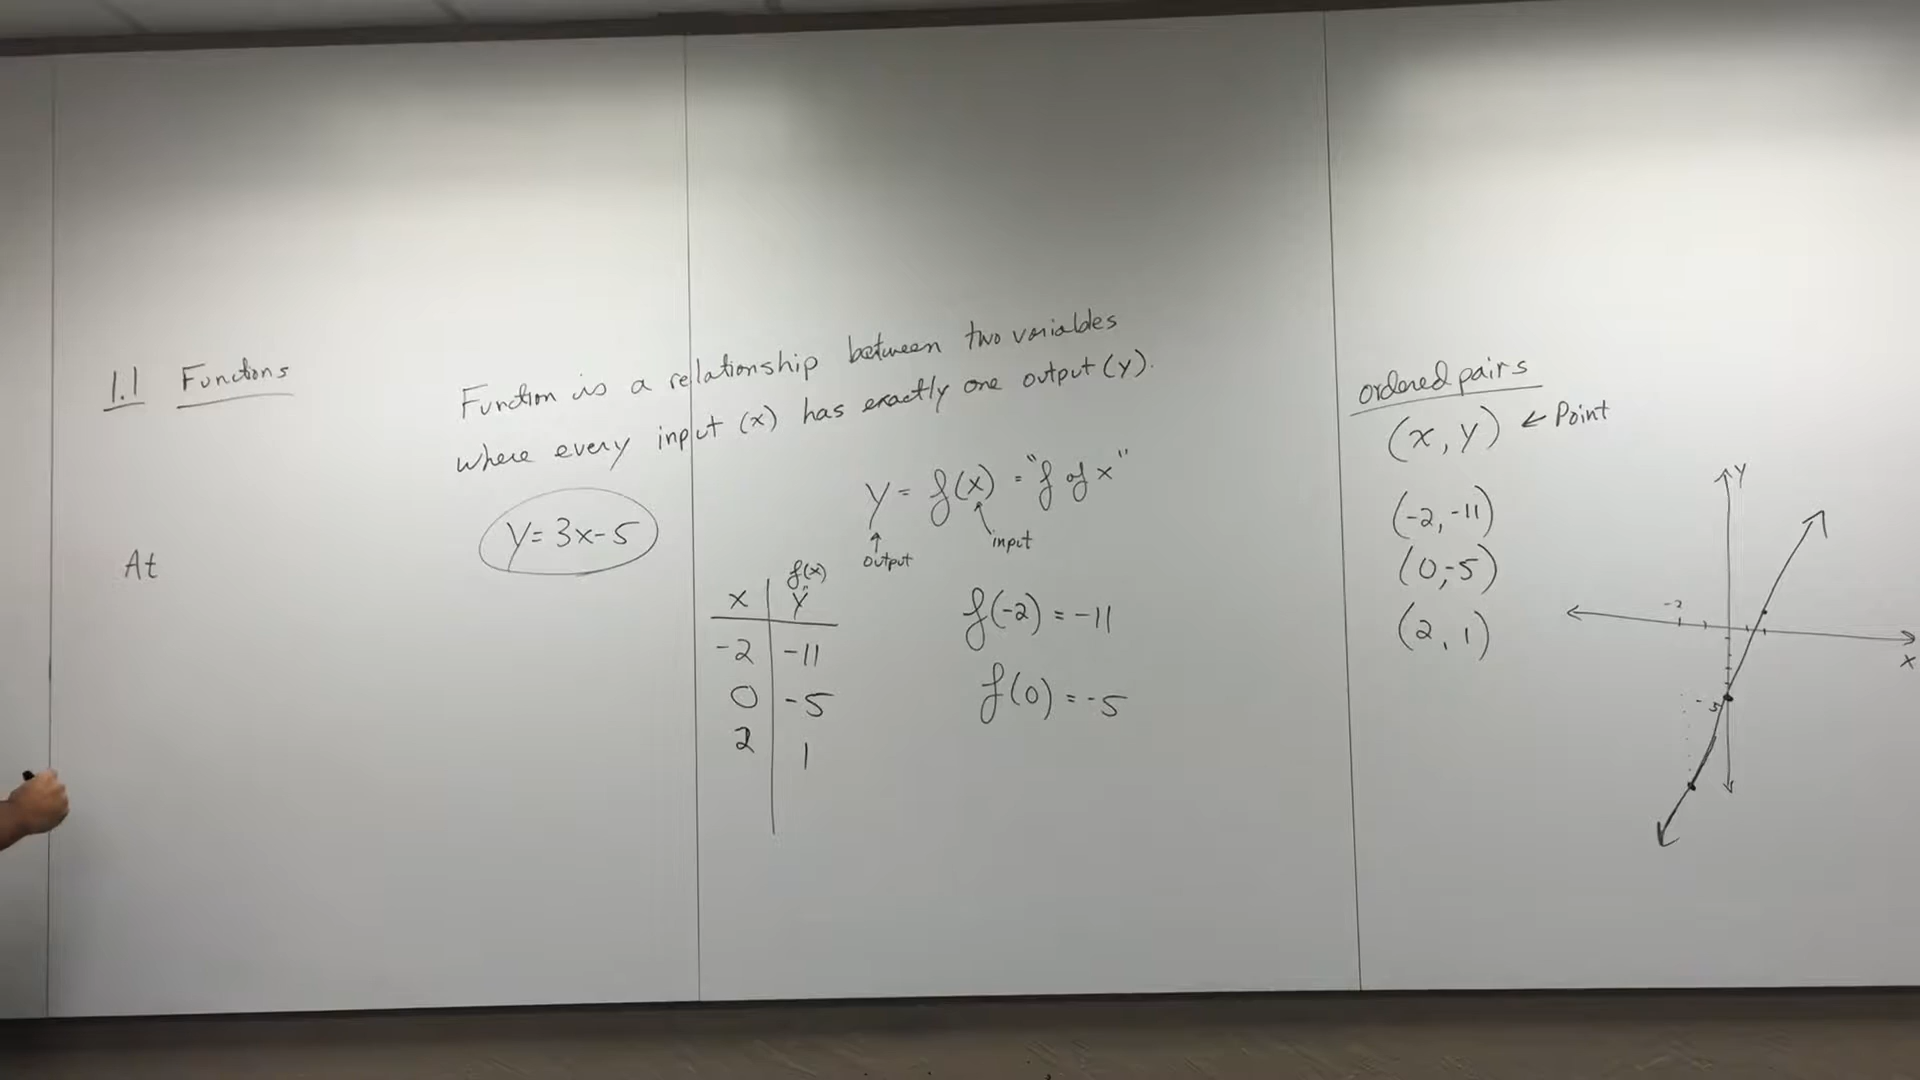 1.1 Functions
Function is a relationship between two variables
where every input (x) has exactly one output (y).
y = 3x-5
y = f(x) = "f of x"
output
input
At
x | f(x) y
-2 | -11
0 | -5
2 | 1
f(-2) = -11
f(0) = -5
ordered pairs
(x, y) ← Point
(-2, -11)
(0, -5)
(2, 1)
y
-2
x
-5